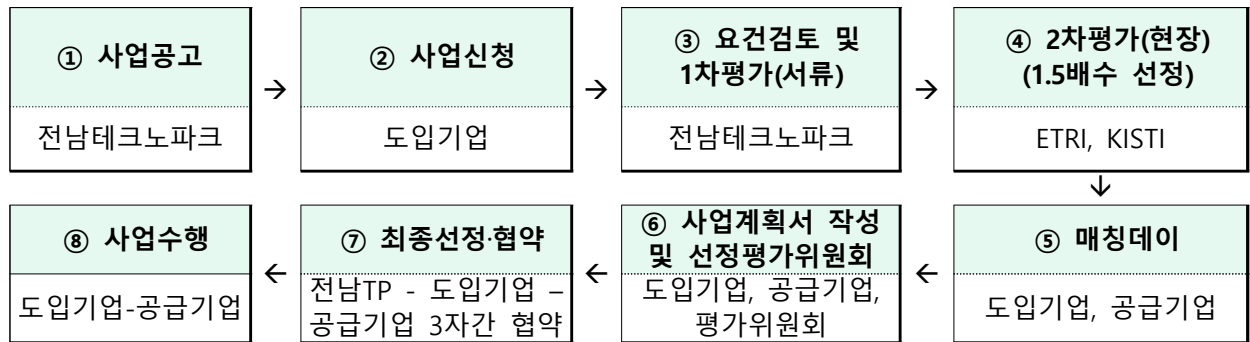 ① 사업공고
전남테크노파크
→
② 사업신청
도입기업
→
③ 요건검토 및
1차평가(서류)
전남테크노파크
→
④ 2차평가(현장)
(1.5배수 선정)
ETRI, KISTI
↓
⑤ 매칭데이
도입기업, 공급기업
←
⑥ 사업계획서 작성
및 선정평가위원회
도입기업, 공급기업,
평가위원회
←
⑦ 최종선정·협약
전남TP - 도입기업 –
공급기업 3자간 협약
←
⑧ 사업수행
도입기업-공급기업